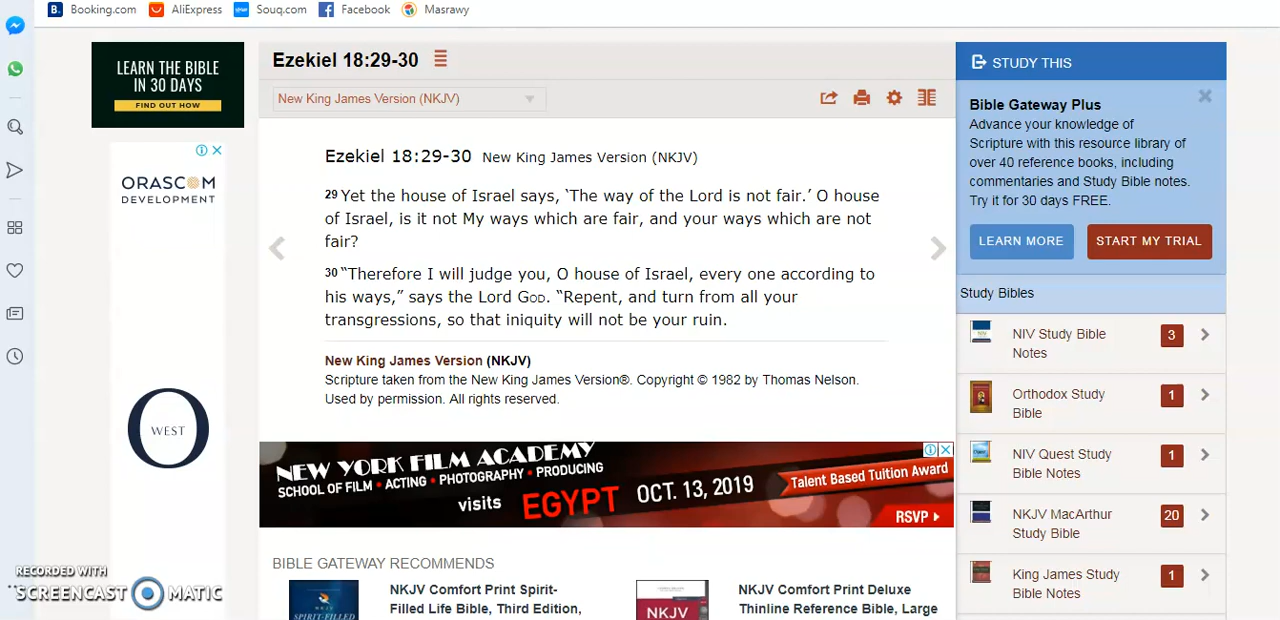 Booking.com AliExpress Souq.com Facebook Masrawy
LEARN THE BIBLE
IN 30 DAYS
FIND OUT HOW
ORASCOM
DEVELOPMENT
O
WEST
Ezekiel 18:29-30
New King James Version (NKJV)
Ezekiel 18:29-30 New King James Version (NKJV)
29 Yet the house of Israel says, ‘The way of the Lord is not fair.’ O house
of Israel, is it not My ways which are fair, and your ways which are not
fair?
30 “Therefore I will judge you, O house of Israel, every one according to
his ways,” says the Lord GOD. “Repent, and turn from all your
transgressions, so that iniquity will not be your ruin.
New King James Version (NKJV)
Scripture taken from the New King James Version®. Copyright © 1982 by Thomas Nelson.
Used by permission. All rights reserved.
NEW YORK FILM ACADEMY
SCHOOL OF FILM • ACTING • PHOTOGRAPHY • PRODUCING
visits EGYPT OCT. 13, 2019
Talent Based Tuition Award
RSVP
BIBLE GATEWAY RECOMMENDS
NKJV Comfort Print Spirit-
Filled Life Bible, Third Edition,
SPIRIT-FILLED
NKJV Comfort Print Deluxe
Thinline Reference Bible, Large
NKJV
STUDY THIS
Bible Gateway Plus
Advance your knowledge of
Scripture with this resource library of
over 40 reference books, including
commentaries and Study Bible notes.
Try it for 30 days FREE.
LEARN MORE START MY TRIAL
Study Bibles
NIV Study Bible
Notes
3
Orthodox Study
Bible
1
NIV Quest Study
Bible Notes
1
NKJV MacArthur
Study Bible
20
King James Study
Bible Notes
1
RECORDED WITH
SCREENCAST MATIC